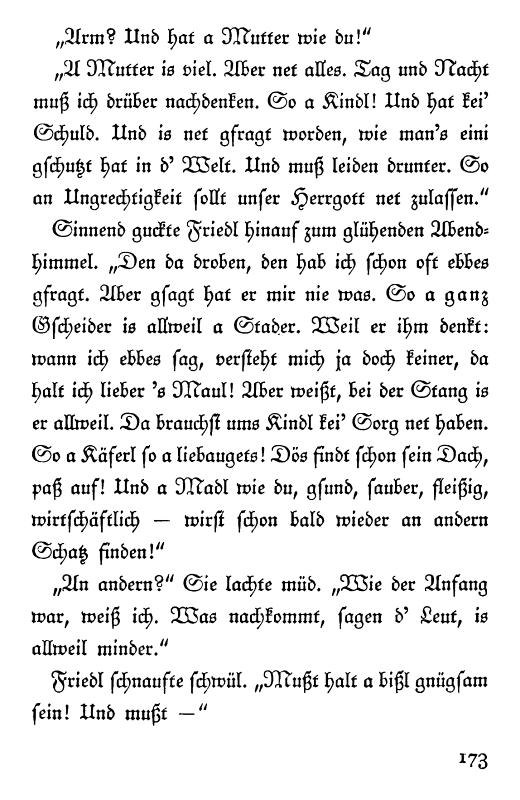 „Arm? Und hat a Mutter wie du!“
„A Mutter is viel. Aber net alles. Tag und Nacht
muß ich drüber nachdenken. So a Kindl! Und hat kei’
Schuld. Und is net gfragt worden, wie man’s eini
gschutzt hat in d’ Welt. Und muß leiden drunter. So
an Ungrechtigkeit sollt unser Herrgott net zulassen.“
Sinnend guckte Friedl hinauf zum glühenden Abend-
himmel. „Den da droben, den hab ich schon oft ebbes
gfragt. Aber gsagt hat er mir nie was. So a ganz
Gscheider is allweil a Stader. Weil er ihm denkt:
wann ich ebbes sag, versteht mich ja doch keiner, da
halt ich lieber ’s Maul! Aber weißt, bei der Stang is
er allweil. Da brauchst ums Kindl kei’ Sorg net haben.
So a Käferl so a liebaugets! Dös findt schon sein Dach,
paß auf! Und a Madl wie du, gsund, sauber, fleißig,
wirtschäftlich — wirst schon bald wieder an andern
Schatz finden!“
„An andern?“ Sie lachte müd. „Wie der Anfang
war, weiß ich. Was nachkommt, sagen d’ Leut, is
allweil minder.“
Friedl schnaufte schwül. „Mußt halt a bißl gnügsam
sein! Und mußt —“
173